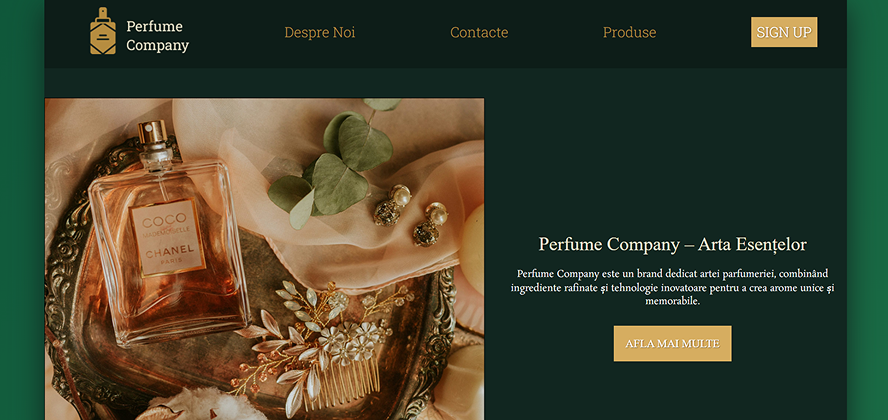 Perfume
Company
Despre Noi
Contacte
Produse
SIGN UP
COCO
MADEMOISELLE
CHANEL
PARIS
Perfume Company – Arta Esențelor
Perfume Company este un brand dedicat artei parfumeriei, combinând
ingrediente rafinate și tehnologie inovatoare pentru a crea arome unice și
memorabile.
AFLA MAI MULTE